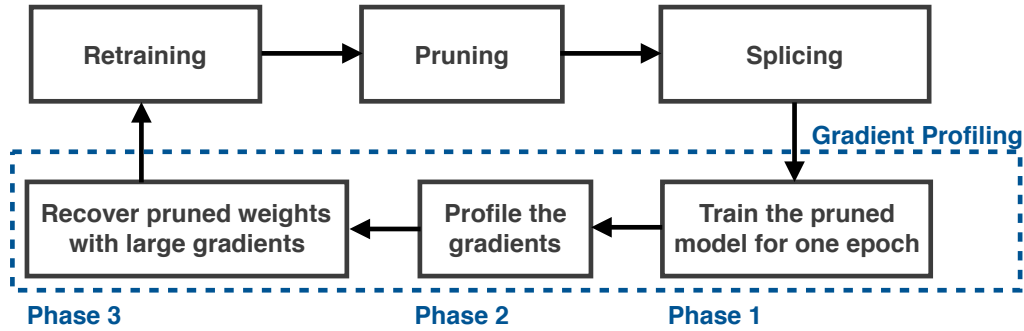 Retraining
Pruning
Splicing
Gradient Profiling
Recover pruned weights
with large gradients
Profile the
gradients
Train the pruned
model for one epoch
Phase 3
Phase 2
Phase 1